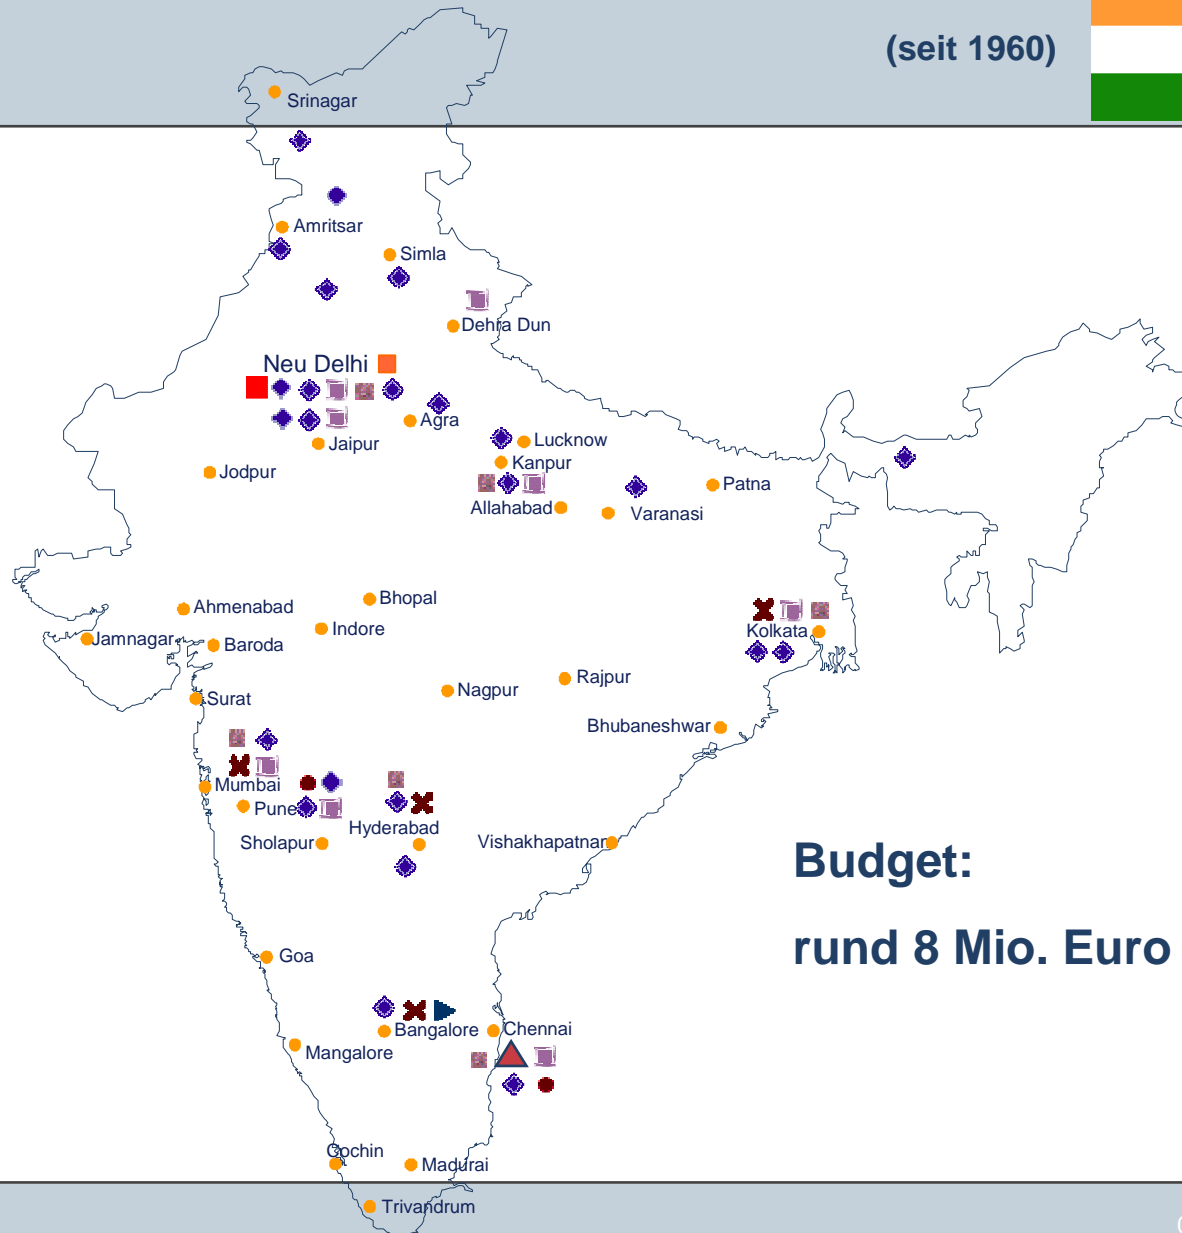 (seit 1960)
Srinagar
Amritsar
Simla
Dehra Dun
Neu Delhi
Agra
Jaipur
Lucknow
Kanpur
Jodpur
Patna
Allahabad
Varanasi
Bhopal
Ahmenabad
Indore
Jamnagar
Baroda
Kolkata
Rajpur
Nagpur
Surat
Bhubaneshwar
Mumbai
Pune
Hyderabad
Sholapur
Vishakhapatnam
Budget:
rund 8 Mio. Euro
Goa
Bangalore
Chennai
Mangalore
Cochin
Madurai
Trivandrum